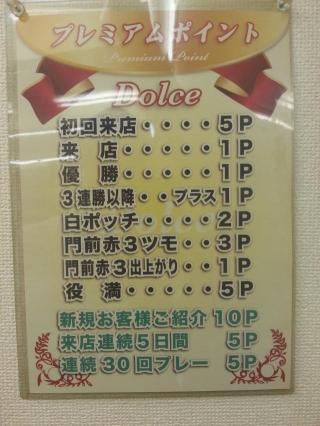 プレミアムポイント
Premium Point
Dolce
初回来店・・・・5P
来 店・・・・・1P
優 勝・・・・・1P
3連勝以降・・プラス1P
白ポッチ・・・・2P
門前赤3ツモ・・3P
門前赤3出上がり・・1P
役 満・・・・・5P
新規お客様ご紹介 10P
来店連続5日間 5P
連続30回プレー 5P